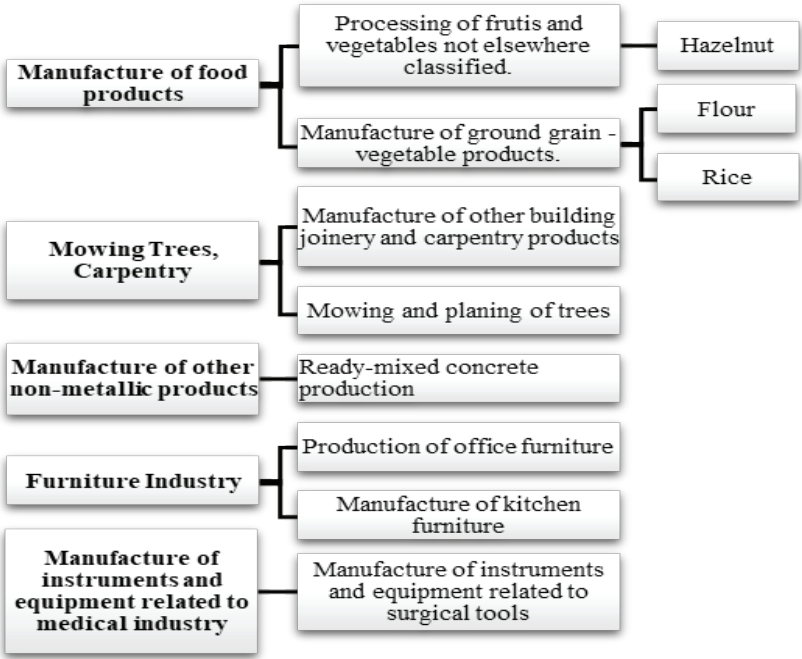 Manufacture of food
products
Processing of frutis and
vegetables not elsewhere
classified.
Hazelnut
Manufacture of ground grain -
vegetable products.
Flour
Rice
Mowing Trees,
Carpentry
Manufacture of other building
joinery and carpentry products
Mowing and planing of trees
Manufacture of other
non-metallic products
Ready-mixed concrete
production
Furniture Industry
Production of office furniture
Manufacture of kitchen
furniture
Manufacture of
instruments and
equipment related to
medical industry
Manufacture of instruments
and equipment related to
surgical tools